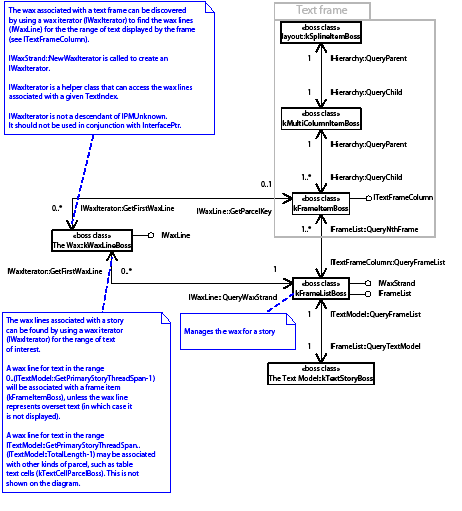 The wax associated with a text frame can be discovered
by using a wax iterator (IWaxIterator) to find the wax lines
(IWaxLine) for the the range of text displayed by the frame
(see ITextFrameColumn).
IWaxStrand::NewWaxIterator is called to create an
IWaxIterator.
IWaxIterator is a helper class that can access the wax lines
associated with a given TextIndex.
IWaxIterator is not a descendant of IPMUnknown.
It should not be used in conjunction with InterfacePtr.
Text frame
«boss class»
layout::kSplineItemBoss
1
IHierarchy::QueryParent
1
IHierarchy::QueryChild
«boss class»
kMultiColumnItemBoss
1
IHierarchy::QueryParent
1..*
IHierarchy::QueryChild
0..1
«boss class»
kFrameItemBoss
ITextFrameColumn
0..*
IWaxIterator::GetFirstWaxLine
IWaxLine::GetParcelKey
1..*
IFrameList::QueryNthFrame
«boss class»
The Wax::kWaxLineBoss
IWaxLine
ITextFrameColumn::QueryFrameList
IWaxIterator::GetFirstWaxLine
0..*
1
«boss class»
kFrameListBoss
IWaxStrand
IFrameList
IWaxLine:: QueryWaxStrand
1
ITextModel::QueryFrameList
Manages the wax for a story
1
IFrameList::QueryTextModel
«boss class»
The Text Model::kTextStoryBoss
The wax lines associated with a story
can be found by using a wax iterator
(IWaxIterator) for the range of text
of interest.
A wax line for text in the range
0..(ITextModel::GetPrimaryStoryThreadSpan-1)
will be associated with a frame item
(kFrameItemBoss), unless the wax line
represents overset text (in which case it
is not displayed).
A wax line for text in the range
ITextModel::GetPrimaryStoryThreadSpan..
(ITextModel::TotalLength-1) may be associated
with other kinds of parcel, such as table
text cells (kTextCellParcelBoss). This is not
shown on the diagram.